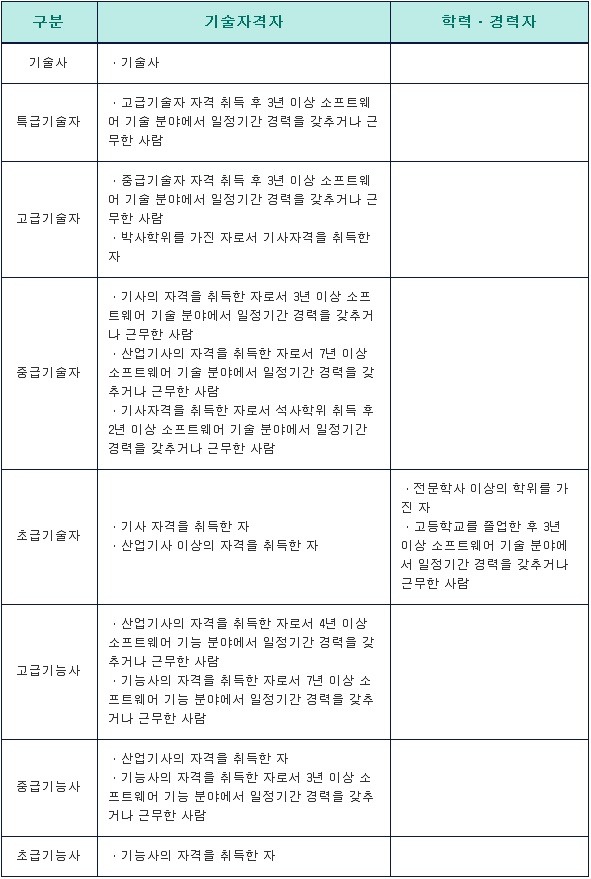 구분 기술자격자 학력 · 경력자
기술사 · 기술사
특급기술자
· 고급기술자 자격 취득 후 3년 이상 소프트웨
어 기술 분야에서 일정기간 경력을 갖추거나 근
무한 사람
고급기술자
· 중급기술자 자격 취득 후 3년 이상 소프트웨
어 기술 분야에서 일정기간 경력을 갖추거나 근
무한 사람
· 박사학위를 가진 자로서 기사자격을 취득한
자
중급기술자
· 기사의 자격을 취득한 자로서 3년 이상 소프
트웨어 기술 분야에서 일정기간 경력을 갖추거
나 근무한 사람
· 산업기사의 자격을 취득한 자로서 7년 이상
소프트웨어 기술 분야에서 일정기간 경력을 갖
추거나 근무한 사람
· 기사자격을 취득한 자로서 석사학위 취득 후
2년 이상 소프트웨어 기술 분야에서 일정기간
경력을 갖추거나 근무한 사람
초급기술자
· 기사 자격을 취득한 자
· 산업기사 이상의 자격을 취득한 자
· 전문학사 이상의 학위를 가
진 자
· 고등학교를 졸업한 후 3년
이상 소프트웨어 기술 분야에
서 일정기간 경력을 갖추거나
근무한 사람
고급기능사
· 산업기사의 자격을 취득한 자로서 4년 이상
소프트웨어 기능 분야에서 일정기간 경력을 갖
추거나 근무한 사람
· 기능사의 자격을 취득한 자로서 7년 이상 소
프트웨어 기능 분야에서 일정기간 경력을 갖추
거나 근무한 사람
중급기능사
· 산업기사의 자격을 취득한 자
· 기능사의 자격을 취득한 자로서 3년 이상 소
프트웨어 기능 분야에서 일정기간 경력을 갖추
거나 근무한 사람
초급기능사 · 기능사의 자격을 취득한 자